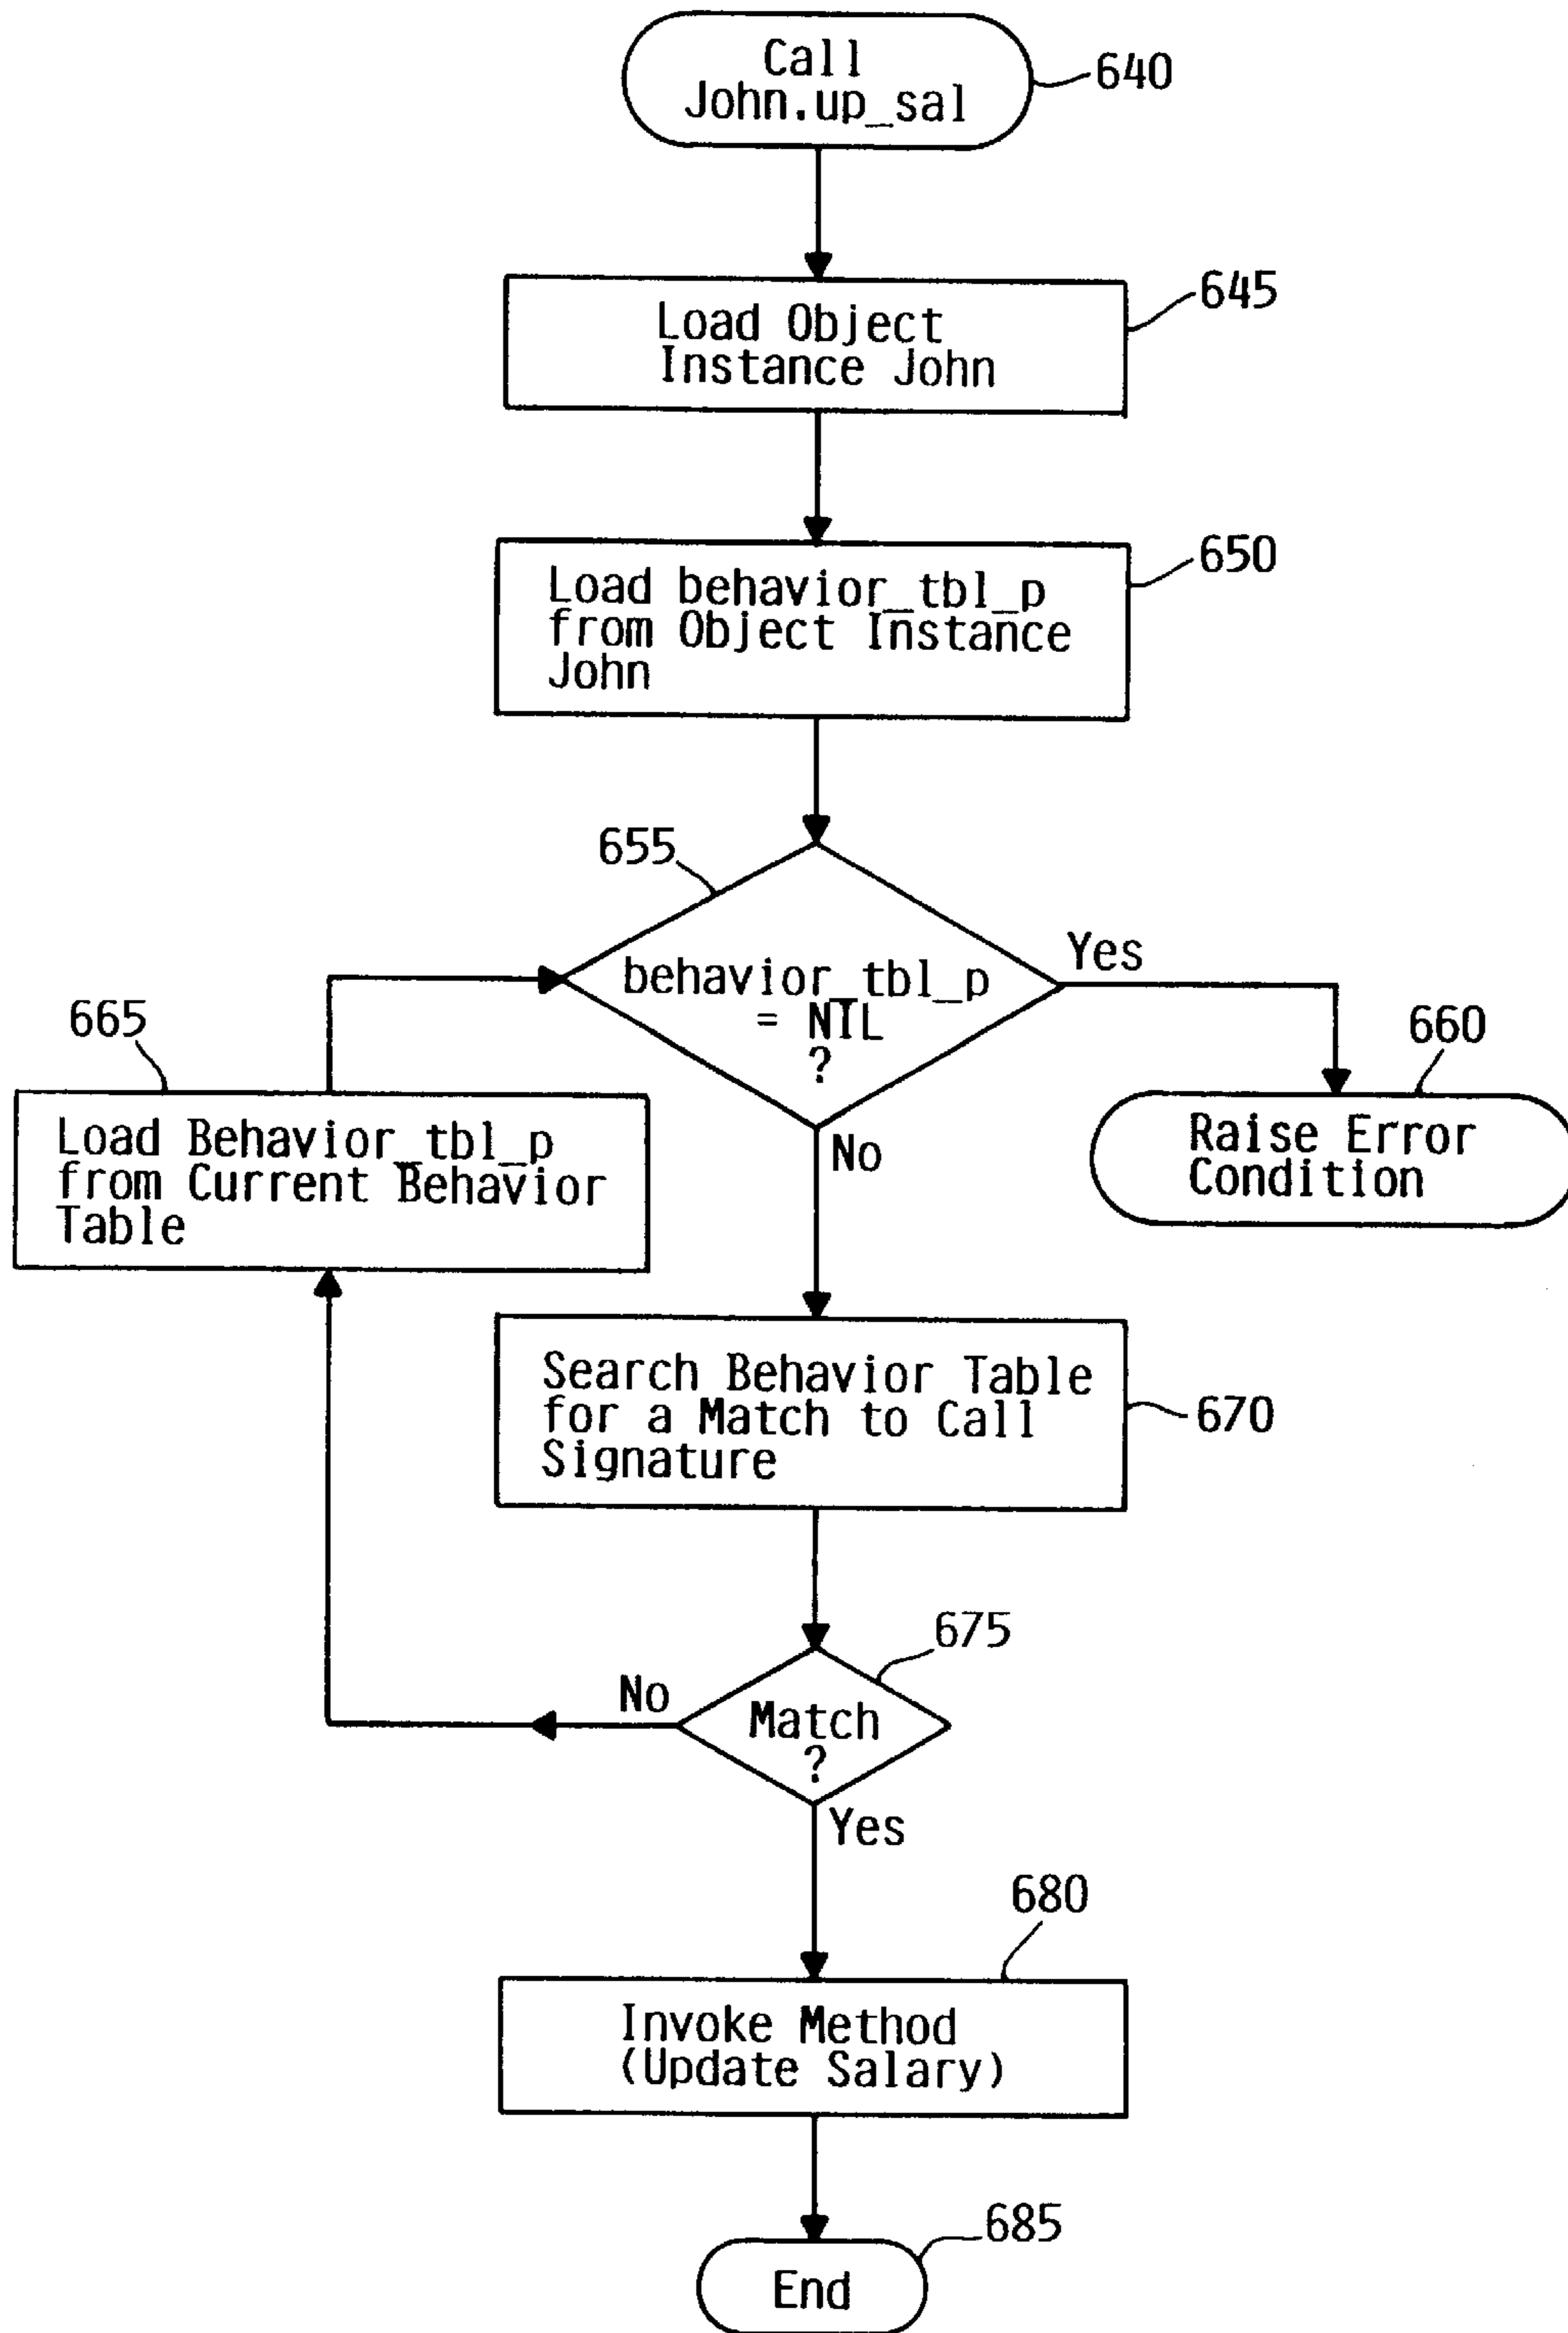 Call
John.up_sal
640
Load Object
Instance John
645
Load behavior_tbl_p
from Object Instance
John
650
655
behavior_tbl_p
= NIL
?
Yes
No
660
Raise Error
Condition
665
Load Behavior_tbl_p
from Current Behavior
Table
Search Behavior Table
for a Match to Call
Signature
670
675
Match
?
No
Yes
680
Invoke Method
(Update Salary)
685
End